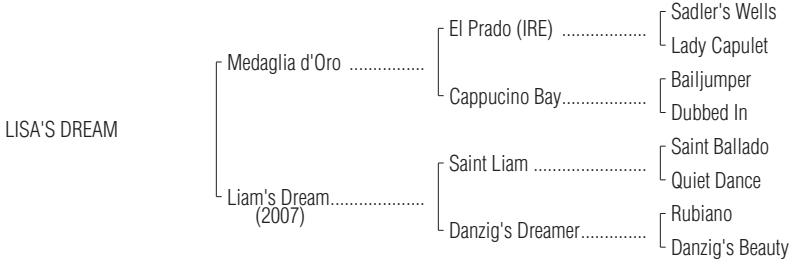 Sadler's Wells
El Prado (IRE) ..................
Lady Capulet
Medaglia d'Oro ................
Bailjumper
Cappucino Bay..................
Dubbed In
LISA'S DREAM
Saint Ballado
Saint Liam ........................
Quiet Dance
Liam's Dream....................
(2007)
Rubiano
Danzig's Dreamer..............
Danzig's Beauty